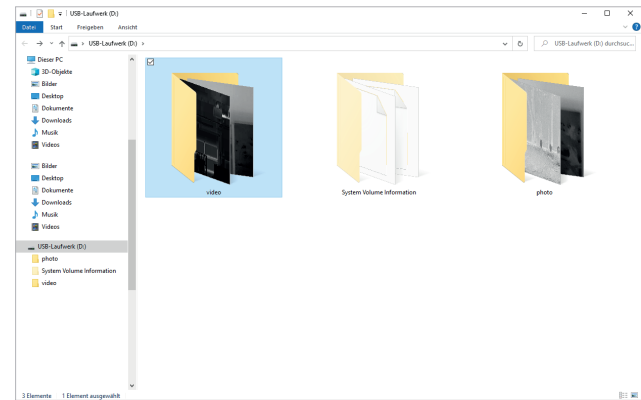 USB-Laufwerk (D:)
Datei Start Freigeben Ansicht
USB-Laufwerk (D:)
USB-Laufwerk (D:) durchsuc...
Dieser PC
3D-Objekte
Bilder
Desktop
Dokumente
Downloads
Musik
Videos
Bilder
Desktop
Dokumente
Downloads
Musik
Videos
USB-Laufwerk (D:)
photo
System Volume Information
video
video
System Volume Information
photo
3 Elemente 1 Element ausgewählt